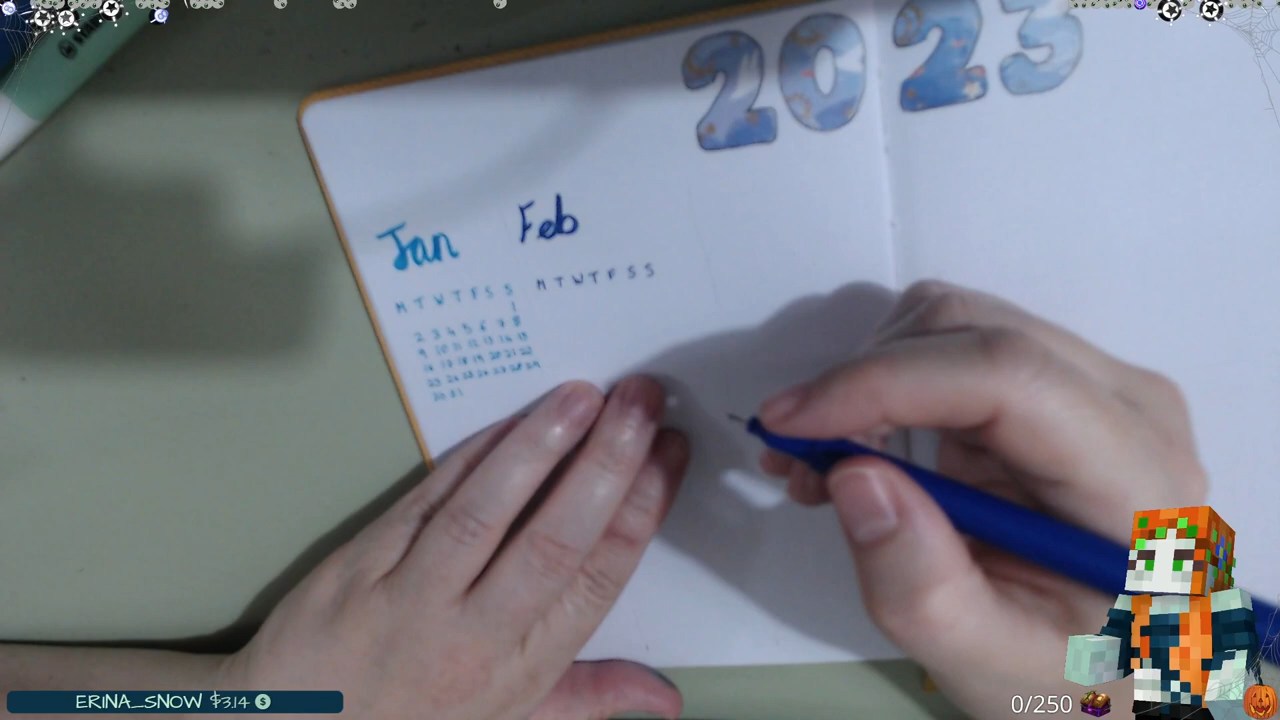 2023
Jan
Feb
M T W T F S S
M T W T F S S
1
2 3 4 5 6 7 8
9 10 11 12 13 14 15
16 17 18 19 20 21 22
23 24 25 26 27 28 29
30 31
ERINA_SNOW $3.14
0/250